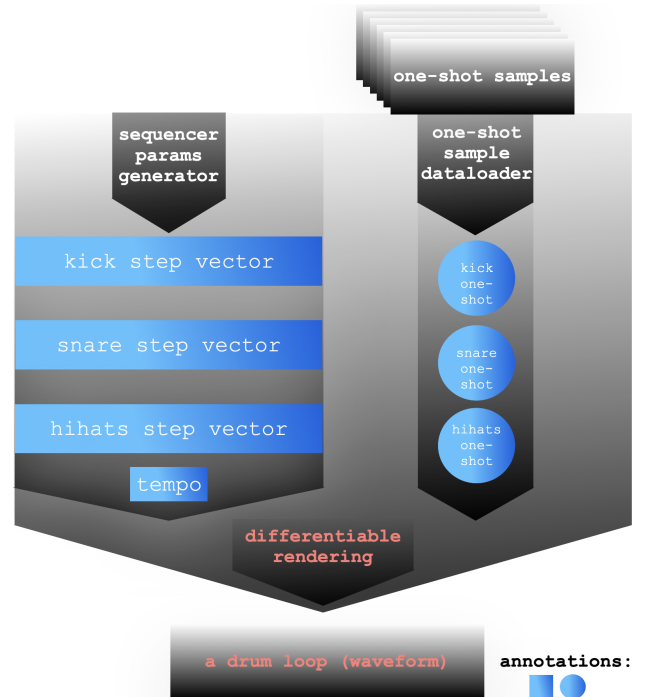 one-shot samples
sequencer
params
generator
one-shot
sample
dataloader
kick step vector
snare step vector
hihats step vector
tempo
kick
one-
shot
snare
one-
shot
hihats
one-
shot
differentiable
rendering
a drum loop (waveform)
annotations: